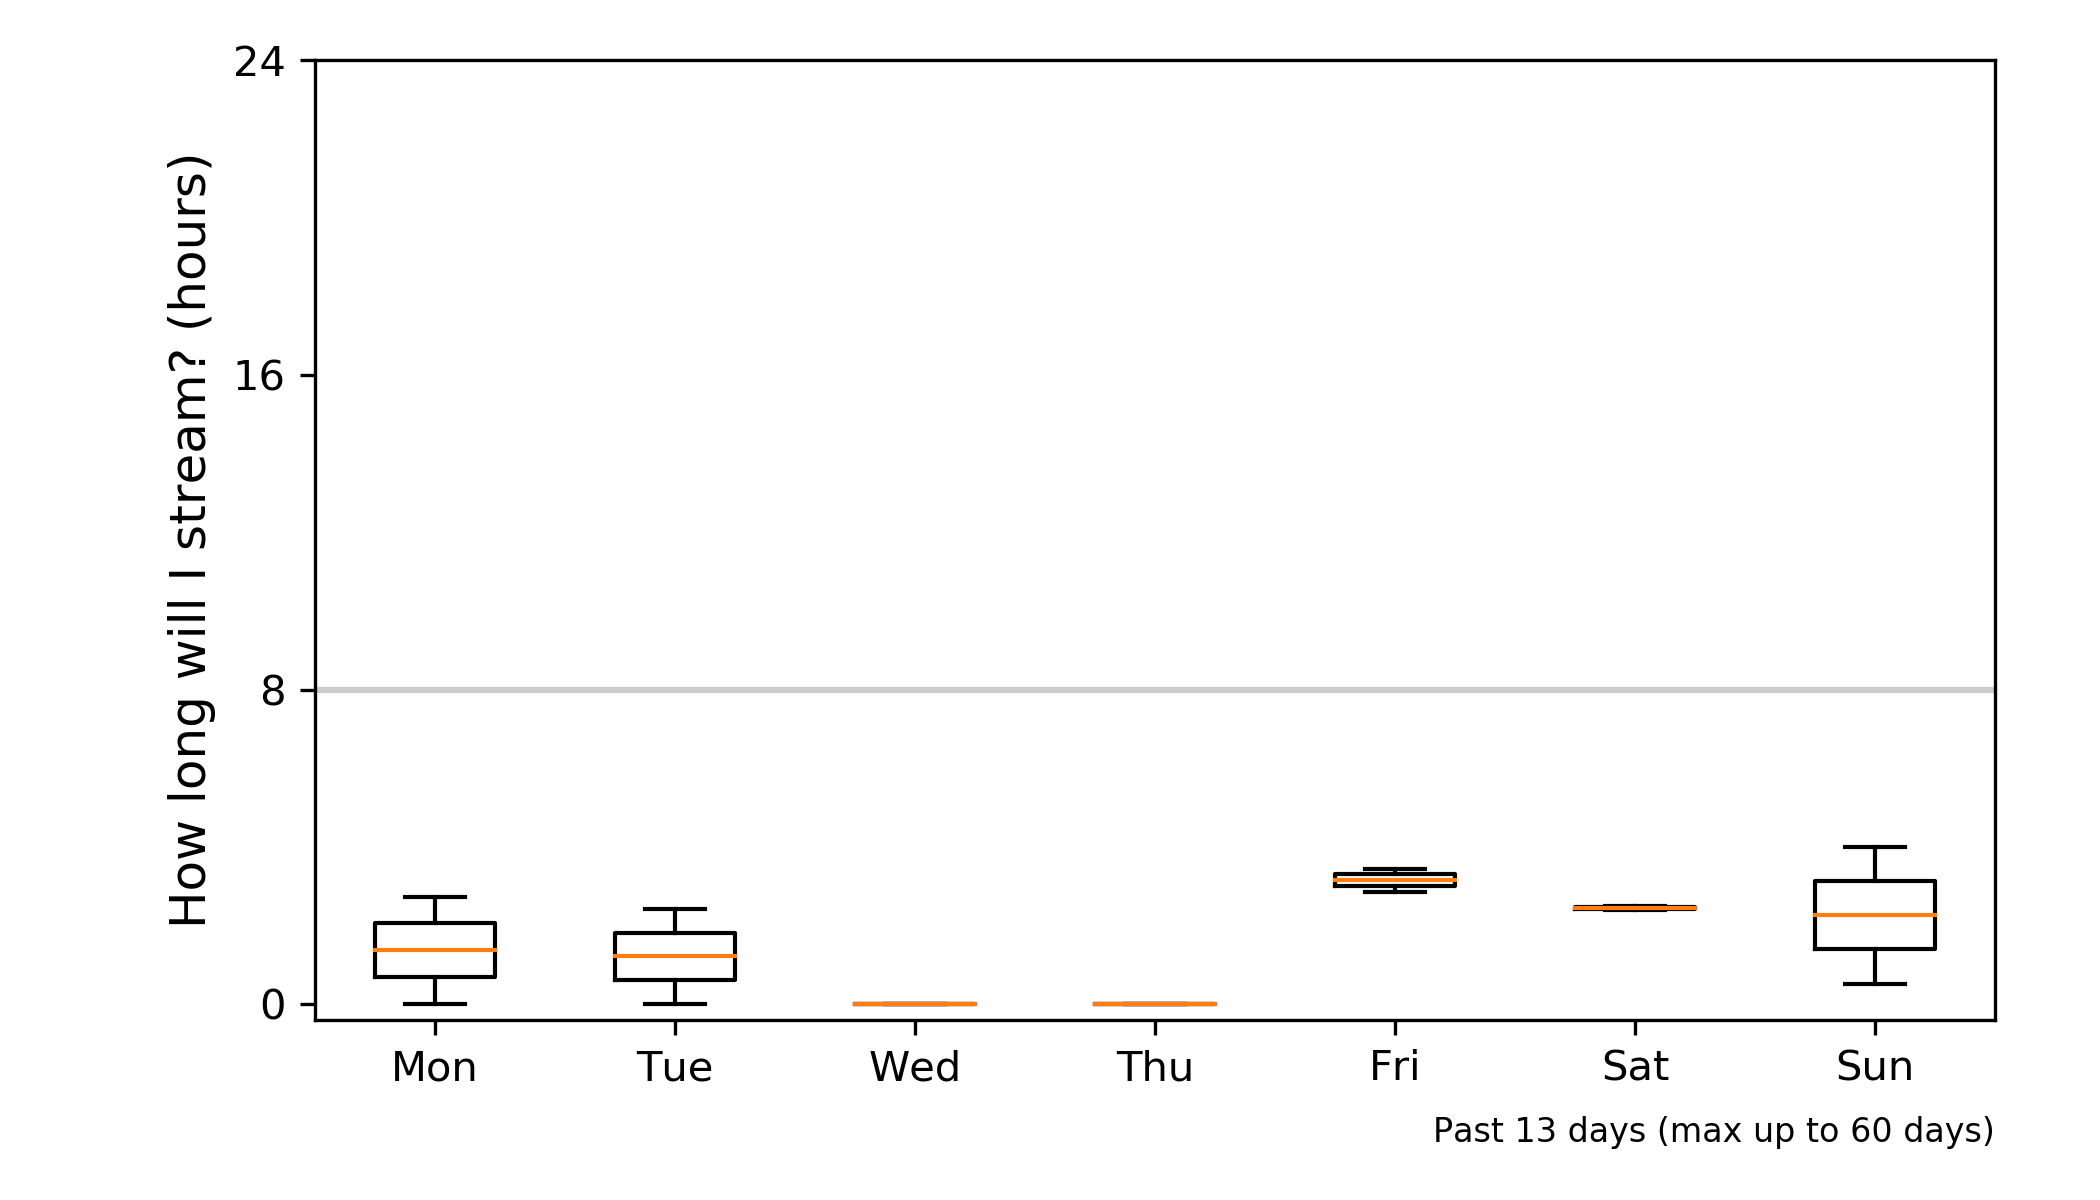 24
16
8
0
How long will I stream? (hours)
Mon Tue Wed Thu Fri Sat Sun
Past 13 days (max up to 60 days)